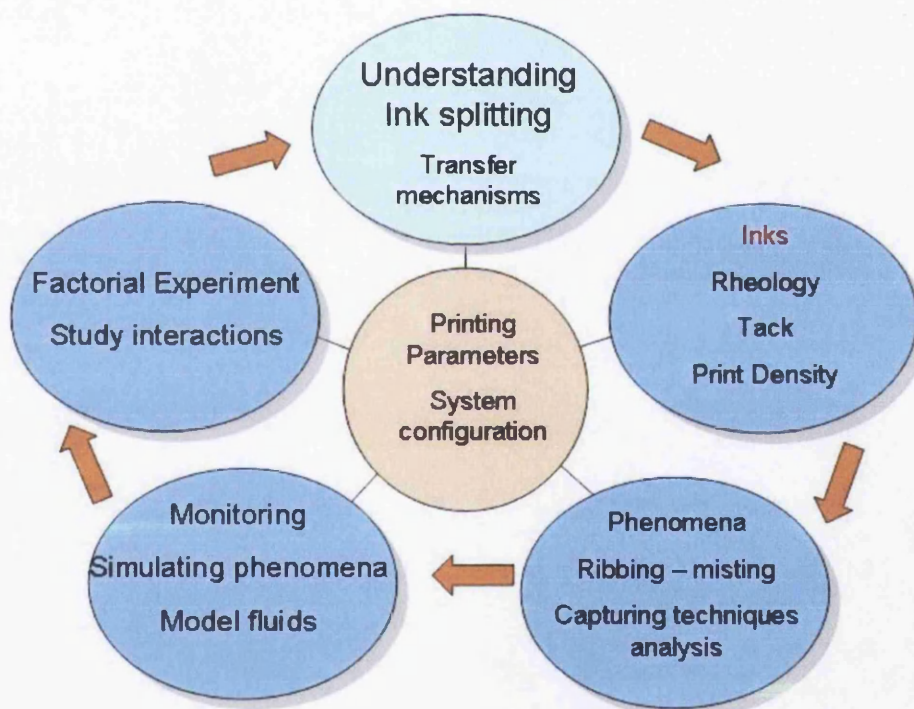 Understanding
Ink splitting
Transfer
mechanisms
Inks
Rheology
Tack
Print Density
Phenomena
Ribbing – misting
Capturing techniques
analysis
Monitoring
Simulating phenomena
Model fluids
Factorial Experiment
Study interactions
Printing
Parameters
System
configuration